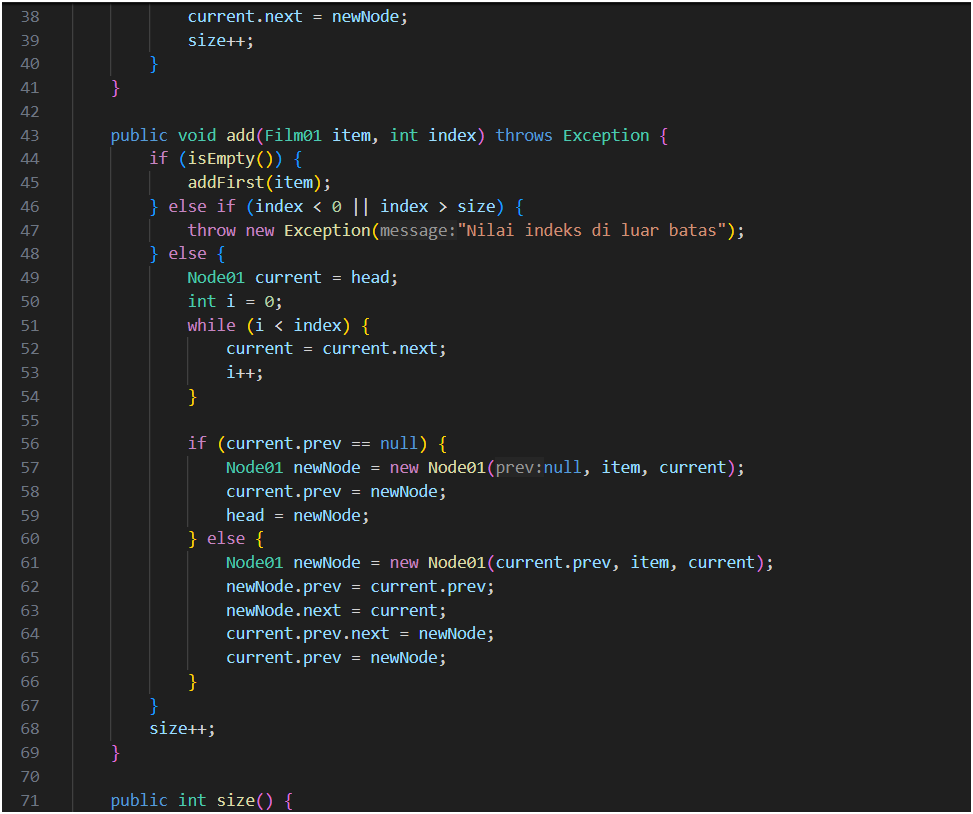 38 current.next = newNode;
39 size++;
40 }
41 }
42
43 public void add(Film01 item, int index) throws Exception {
44 if (isEmpty()) {
45 addFirst(item);
46 } else if (index < 0 || index > size) {
47 throw new Exception(message:"Nilai indeks di luar batas");
48 } else {
49 Node01 current = head;
50 int i = 0;
51 while (i < index) {
52 current = current.next;
53 i++;
54 }
55
56 if (current.prev == null) {
57 Node01 newNode = new Node01(prev:null, item, current);
58 current.prev = newNode;
59 head = newNode;
60 } else {
61 Node01 newNode = new Node01(current.prev, item, current);
62 newNode.prev = current.prev;
63 newNode.next = current;
64 current.prev.next = newNode;
65 current.prev = newNode;
66 }
67 }
68 size++;
69 }
70
71 public int size() {